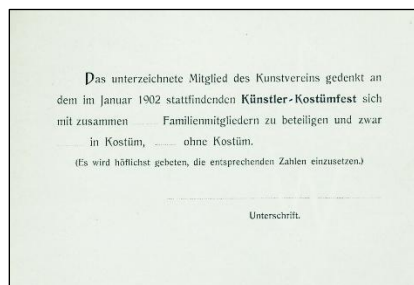 Das unterzeichnete Mitglied des Kunstvereins gedenkt an
dem im Januar 1902 stattfindenden Künstler-Kostümfest sich
mit zusammen ........ Familienmitgliedern zu beteiligen und zwar
........ in Kostüm, ........ ohne Kostüm.
(Es wird höflichst gebeten, die entsprechenden Zahlen einzusetzen.)
Unterschrift.